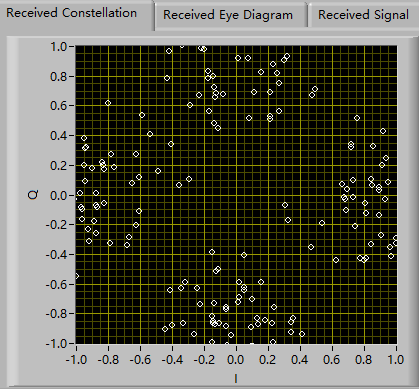 Received Constellation Received Eye Diagram Received Signal
1.0
0.8
0.6
0.4
0.2
0.0
-0.2
-0.4
-0.6
-0.8
-1.0
Q
-1.0 -0.8 -0.6 -0.4 -0.2 0.0 0.2 0.4 0.6 0.8 1.0
I